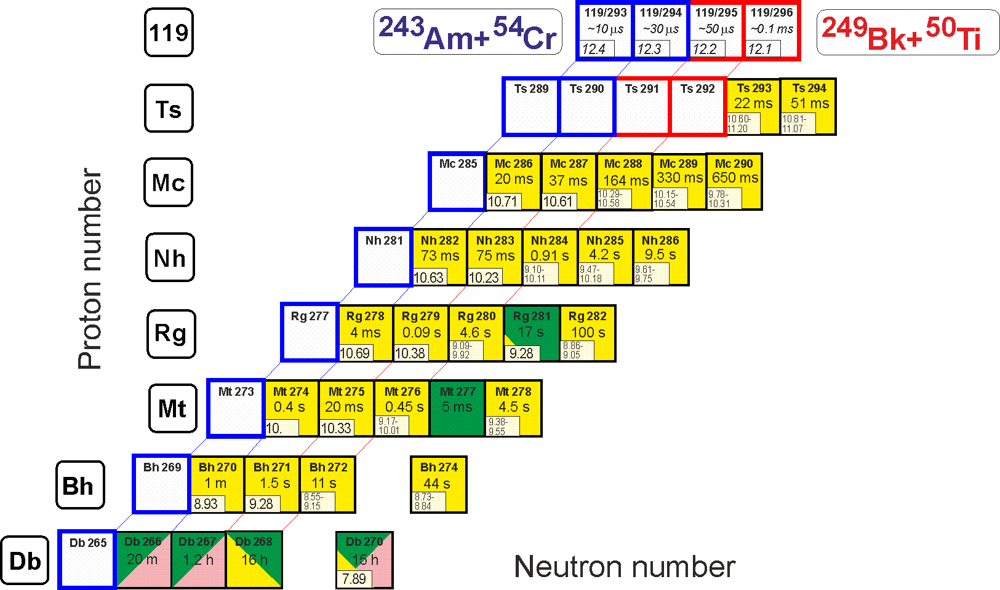 119
243Am+54Cr
119/293
~10 µs
12.4
119/294
~30 µs
12.3
119/295
~50 µs
12.2
119/296
~0.1 ms
12.1
249Bk+50Ti
Ts
Ts 289
Ts 290
Ts 291
Ts 292
Ts 293
22 ms
10.60-
11.20
Ts 294
51 ms
10.81-
11.07
Mc
Mc 285
Mc 286
20 ms
10.71
Mc 287
37 ms
10.61
Mc 288
164 ms
10.29-
10.58
Mc 289
330 ms
10.15-
10.54
Mc 290
650 ms
9.78-
10.31
Proton number
Nh
Nh 281
Nh 282
73 ms
10.63
Nh 283
75 ms
10.23
Nh 284
0.91 s
9.10-
10.11
Nh 285
4.2 s
9.47-
10.18
Nh 286
9.5 s
9.61-
9.75
Rg
Rg 277
Rg 278
4 ms
10.69
Rg 279
0.09 s
10.38
Rg 280
4.6 s
9.09-
9.92
Rg 281
17 s
9.28
Rg 282
100 s
8.86-
9.05
Mt
Mt 273
Mt 274
0.4 s
10.
Mt 275
20 ms
10.33
Mt 276
0.45 s
9.17-
10.01
Mt 277
5 ms
Mt 278
4.5 s
9.38-
9.55
Bh
Bh 269
Bh 270
1 m
8.93
Bh 271
1.5 s
9.28
Bh 272
11 s
8.55-
9.15
Bh 274
44 s
8.73-
8.84
Db
Db 265
Db 266
20 m
Db 267
1.2 h
Db 268
16 h
Db 270
15 h
7.89
Neutron number